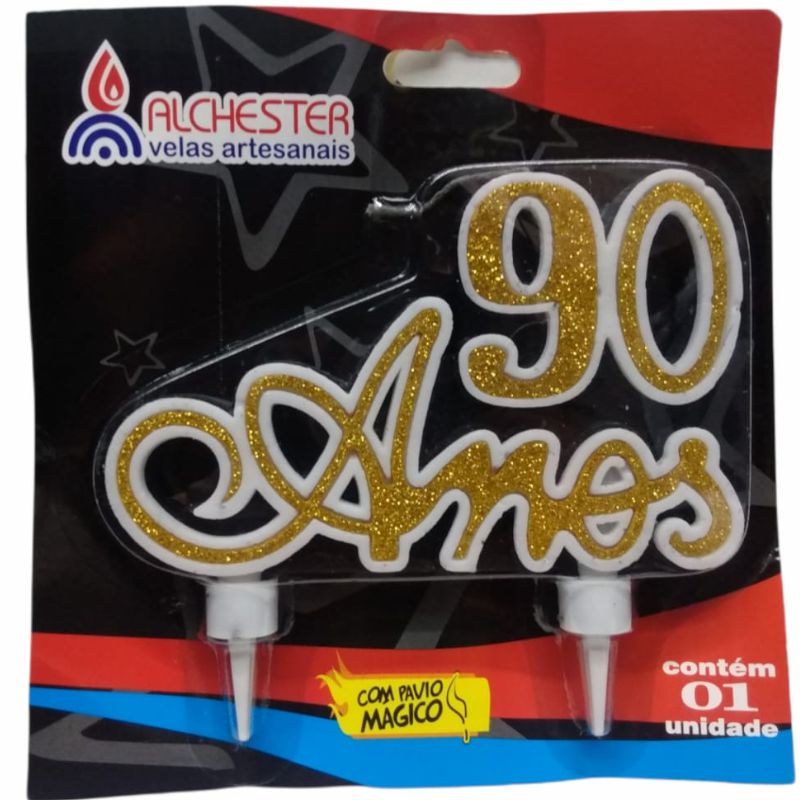 ALCHESTER
velas artesanais
90
Anos
COM PAVIO
MAGICO
contém
01
unidade